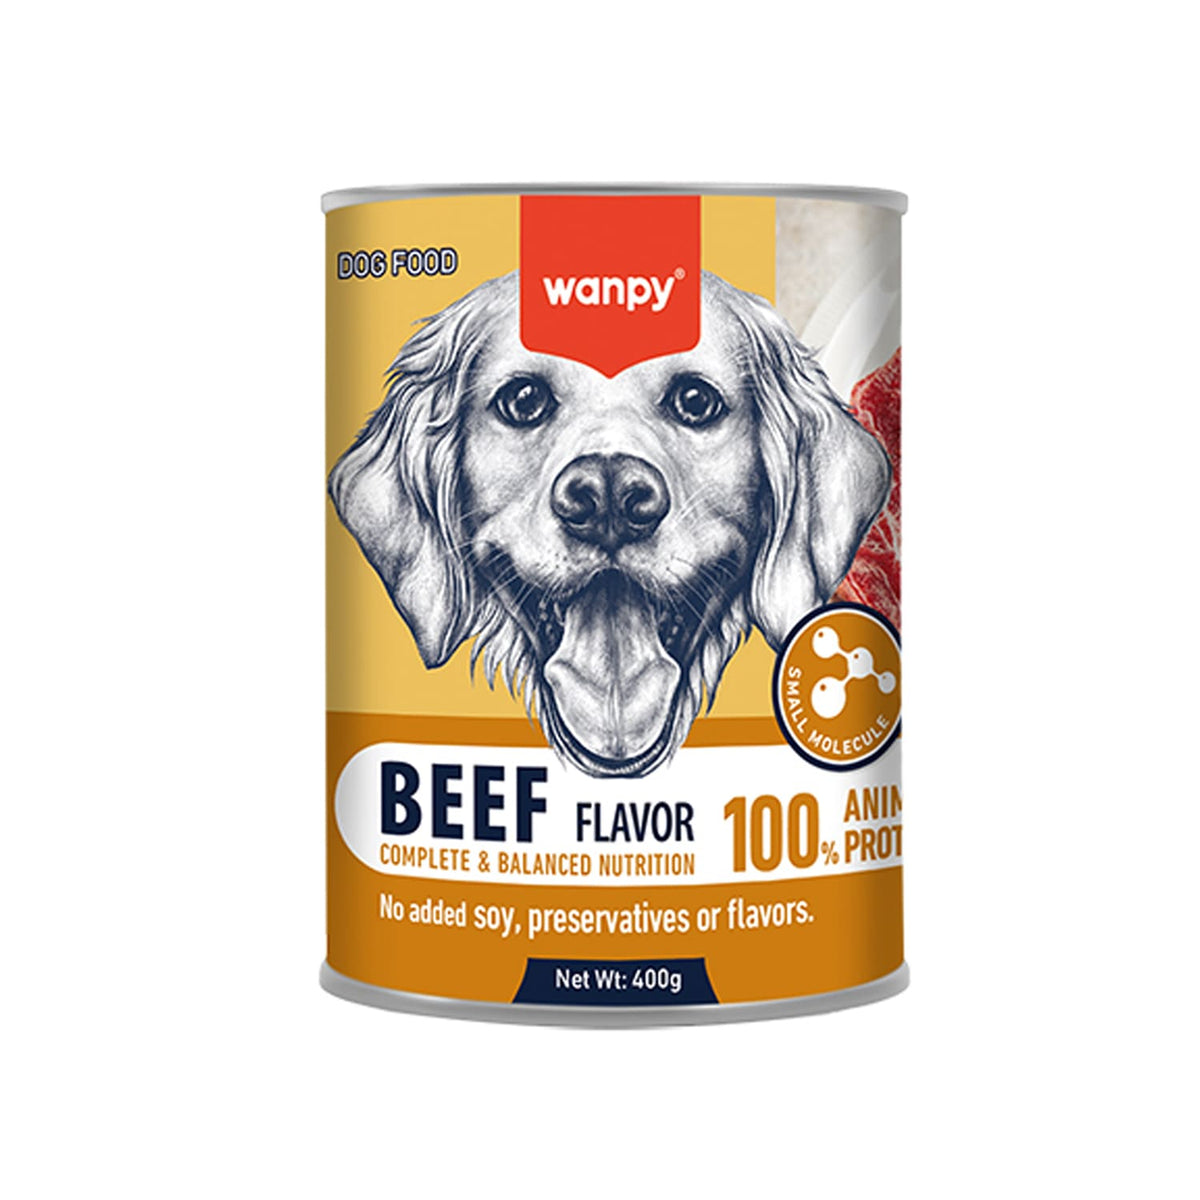 DOG FOOD
wanpy®
SMALL MOLECULE
BEEF FLAVOR
COMPLETE & BALANCED NUTRITION
100%
No added soy, preservatives or flavors.
Net Wt: 400g